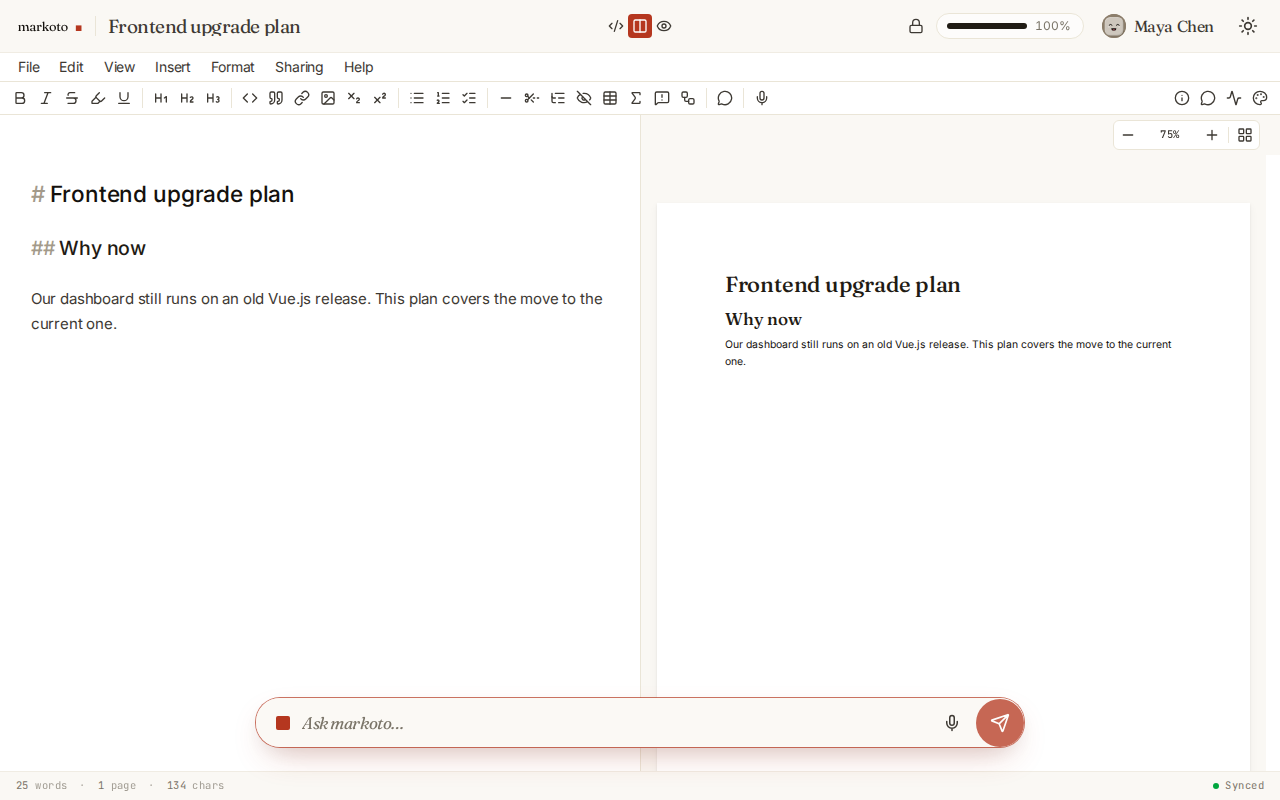 markoto
Frontend upgrade plan
100%
Maya Chen
File Edit View Insert Format Sharing Help
H1 H2 H3
75%
# Frontend upgrade plan
## Why now
Our dashboard still runs on an old Vue.js release. This plan covers the move to the
current one.
Frontend upgrade plan
Why now
Our dashboard still runs on an old Vue.js release. This plan covers the move to the current
one.
Ask markoto...
25 words · 1 page · 134 chars
Synced